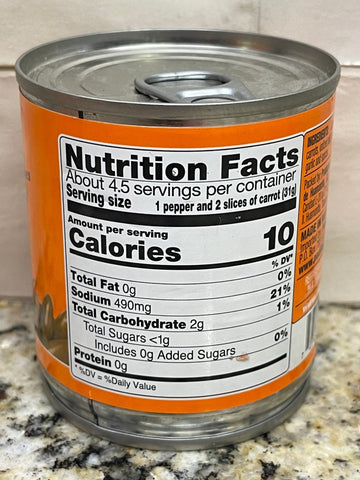 Nutrition Facts
About 4.5 servings per container
Serving size 1 pepper and 2 slices of carrot (31g)
Amount per serving
Calories 10
% DV*
Total Fat 0g 0%
Sodium 490mg 21%
Total Carbohydrate 2g 1%
Total Sugars <1g
Includes 0g Added Sugars 0%
Protein 0g
*%DV = %Daily Value
MADE
P.O. Box